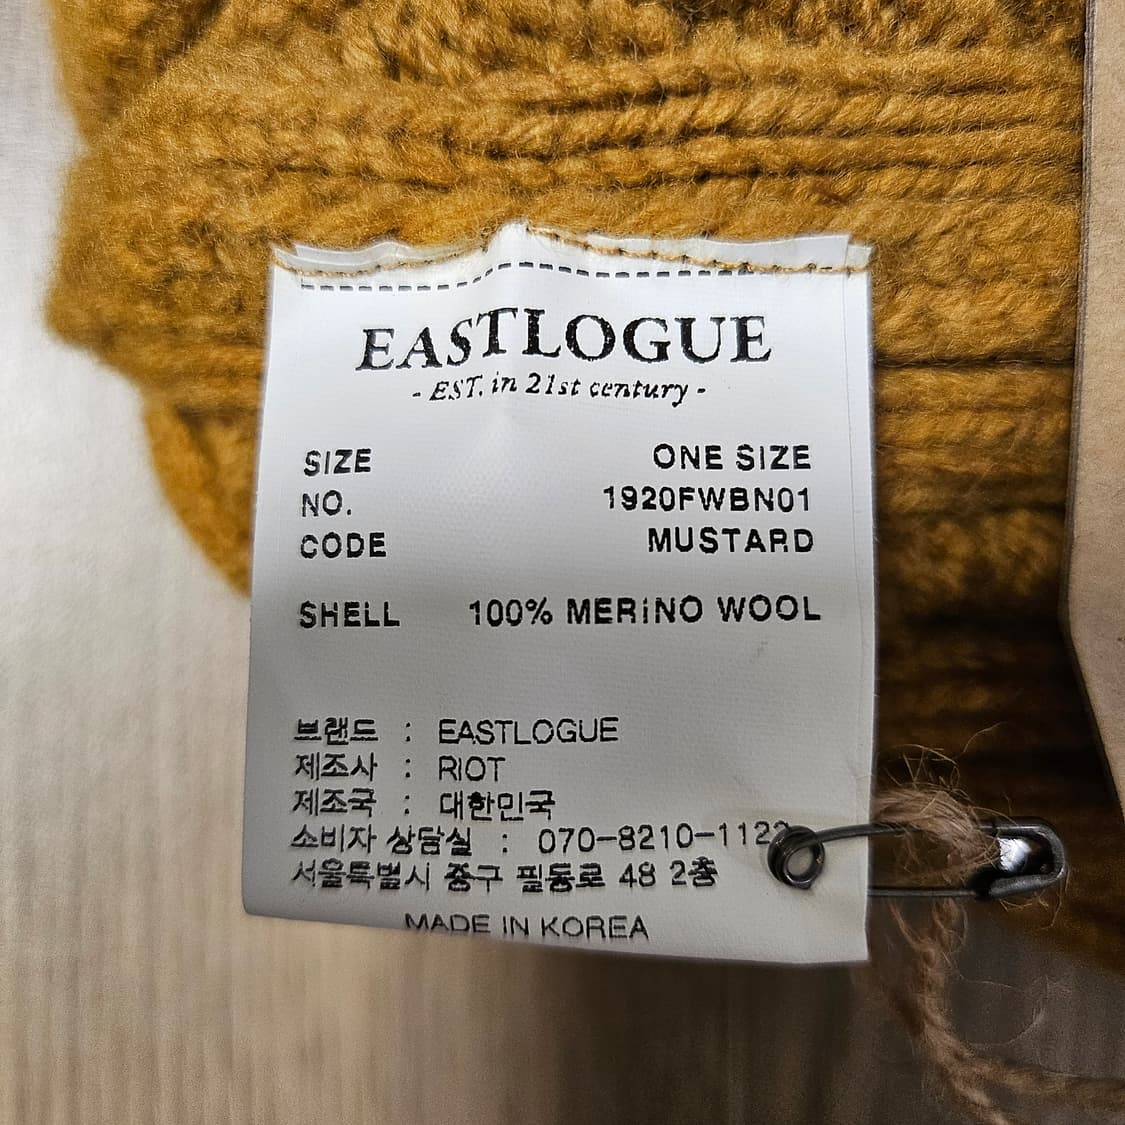 EASTLOGUE
- EST. in 21st century -
SIZE ONE SIZE
NO. 1920FWBN01
CODE MUSTARD
SHELL 100% MERINO WOOL
브랜드 : EASTLOGUE
제조사 : RIOT
제조국 : 대한민국
소비자 상담실 : 070-8210-1122
서울특별시 중구 필동로 48 2층
MADE IN KOREA